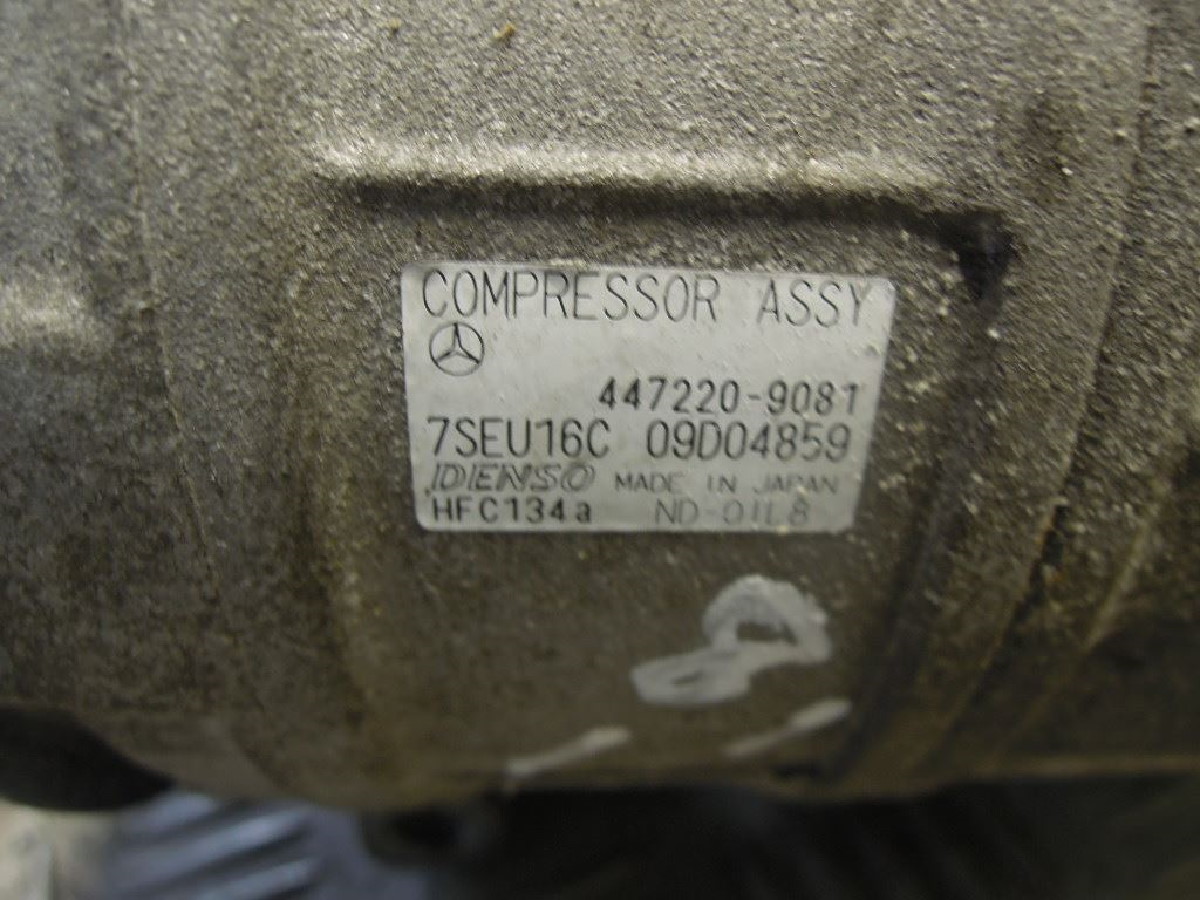 COMPRESSOR ASSY
447220-9081
7SEU16C 09D04859
DENSO MADE IN JAPAN
HFC134a ND-OIL8